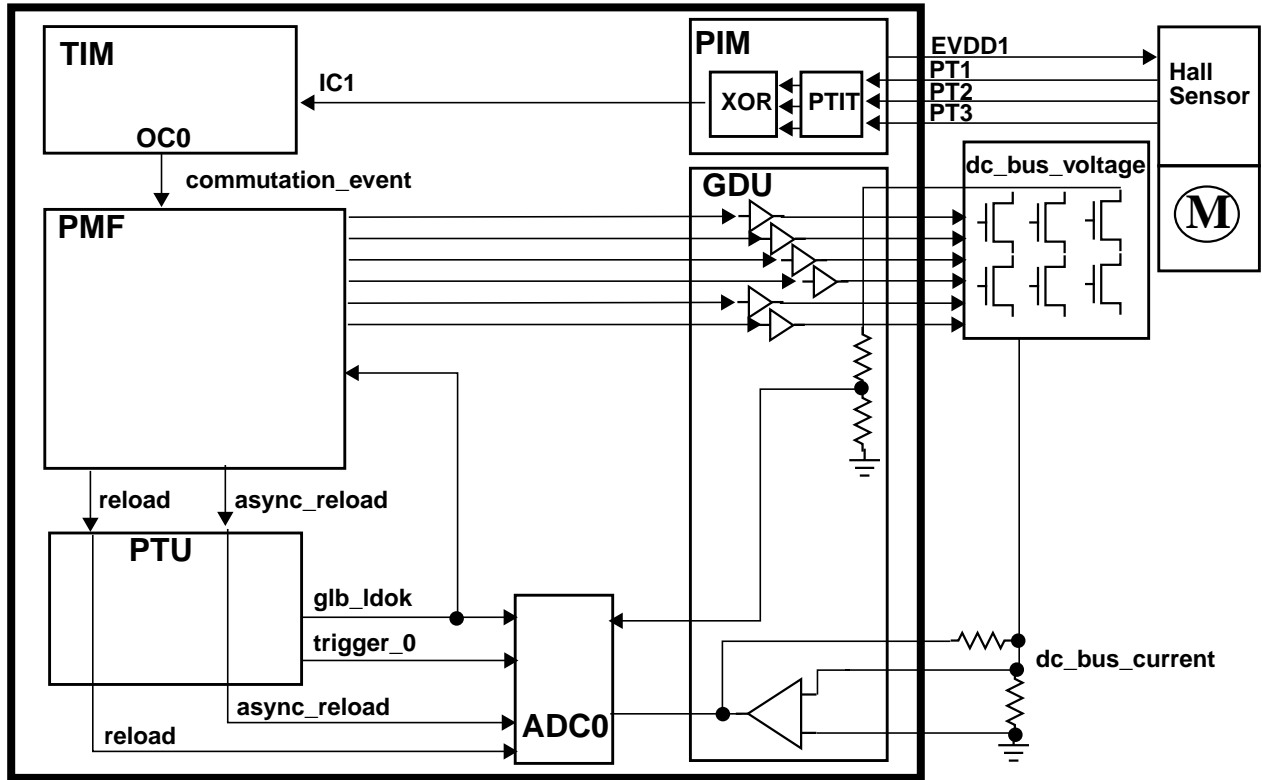 TIM
OC0
IC1
PIM
XOR
PTIT
EVDD1
PT1
PT2
PT3
Hall
Sensor
M
commutation_event
PMF
GDU
dc_bus_voltage
reload
async_reload
PTU
glb_ldok
trigger_0
async_reload
reload
ADC0
dc_bus_current